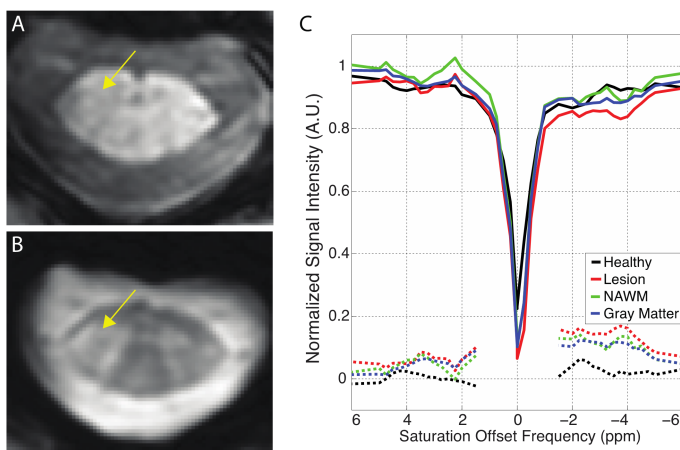 A
B
C
Normalized Signal Intensity (A.U.)
1
0.8
0.6
0.4
0.2
0
Healthy
Lesion
NAWM
Gray Matter
6 4 2 0 −2 −4 −6
Saturation Offset Frequency (ppm)